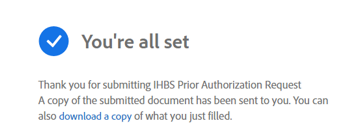 You're all set
Thank you for submitting IHBS Prior Authorization Request
A copy of the submitted document has been sent to you. You can
also download a copy of what you just filled.